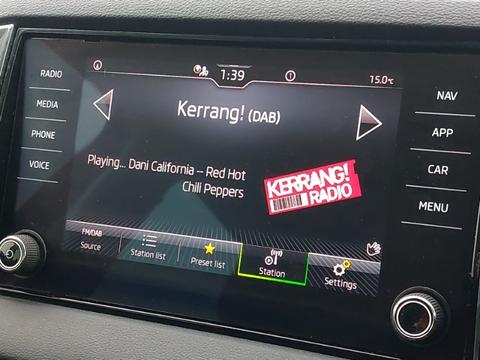 RADIO
MEDIA
PHONE
VOICE
1:39
1
15.0°C
Kerrang! (DAB)
Playing... Dani California – Red Hot
Chili Peppers
KERRANG!
RADIO
FM/DAB
Source
Station list
Preset list
Station
Settings
NAV
APP
CAR
MENU